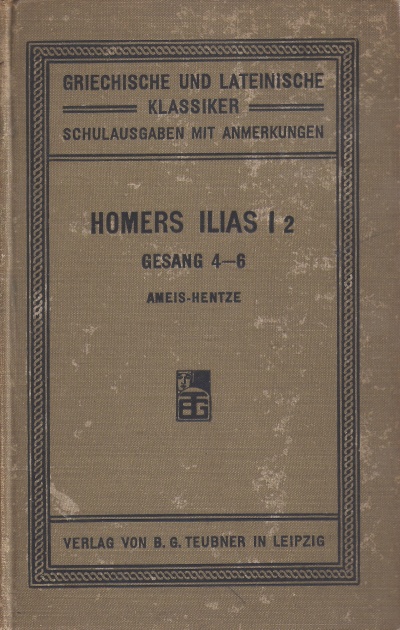 GRIECHISCHE UND LATEINISCHE
KLASSIKER
SCHULAUSGABEN MIT ANMERKUNGEN
HOMERS ILIAS I 2
GESANG 4—6
AMEIS-HENTZE
BG
VERLAG VON B. G. TEUBNER IN LEIPZIG